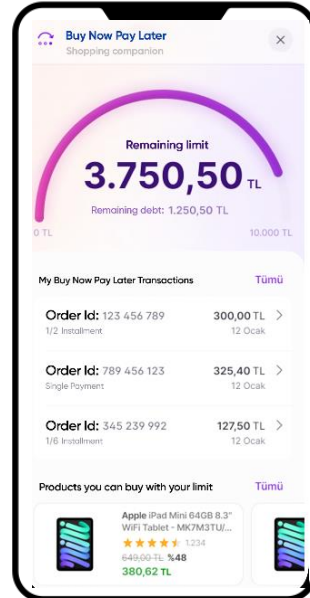 Buy Now Pay Later
Shopping companion
Remaining limit
3.750,50 TL
Remaining debt: 1.250,50 TL
0 TL
10.000 TL
My Buy Now Pay Later Transactions
Tümü
Order Id: 123 456 789
300,00 TL
1/2 Installment
12 Ocak
Order Id: 789 456 123
325,40 TL
Single Payment
12 Ocak
Order Id: 345 239 992
127,50 TL
1/6 Installment
12 Ocak
Products you can buy with your limit
Tümü
Apple iPad Mini 64GB 8.3"
WiFi Tablet - MK7M3TU/...
1.234
649,00 TL %48
380,62 TL